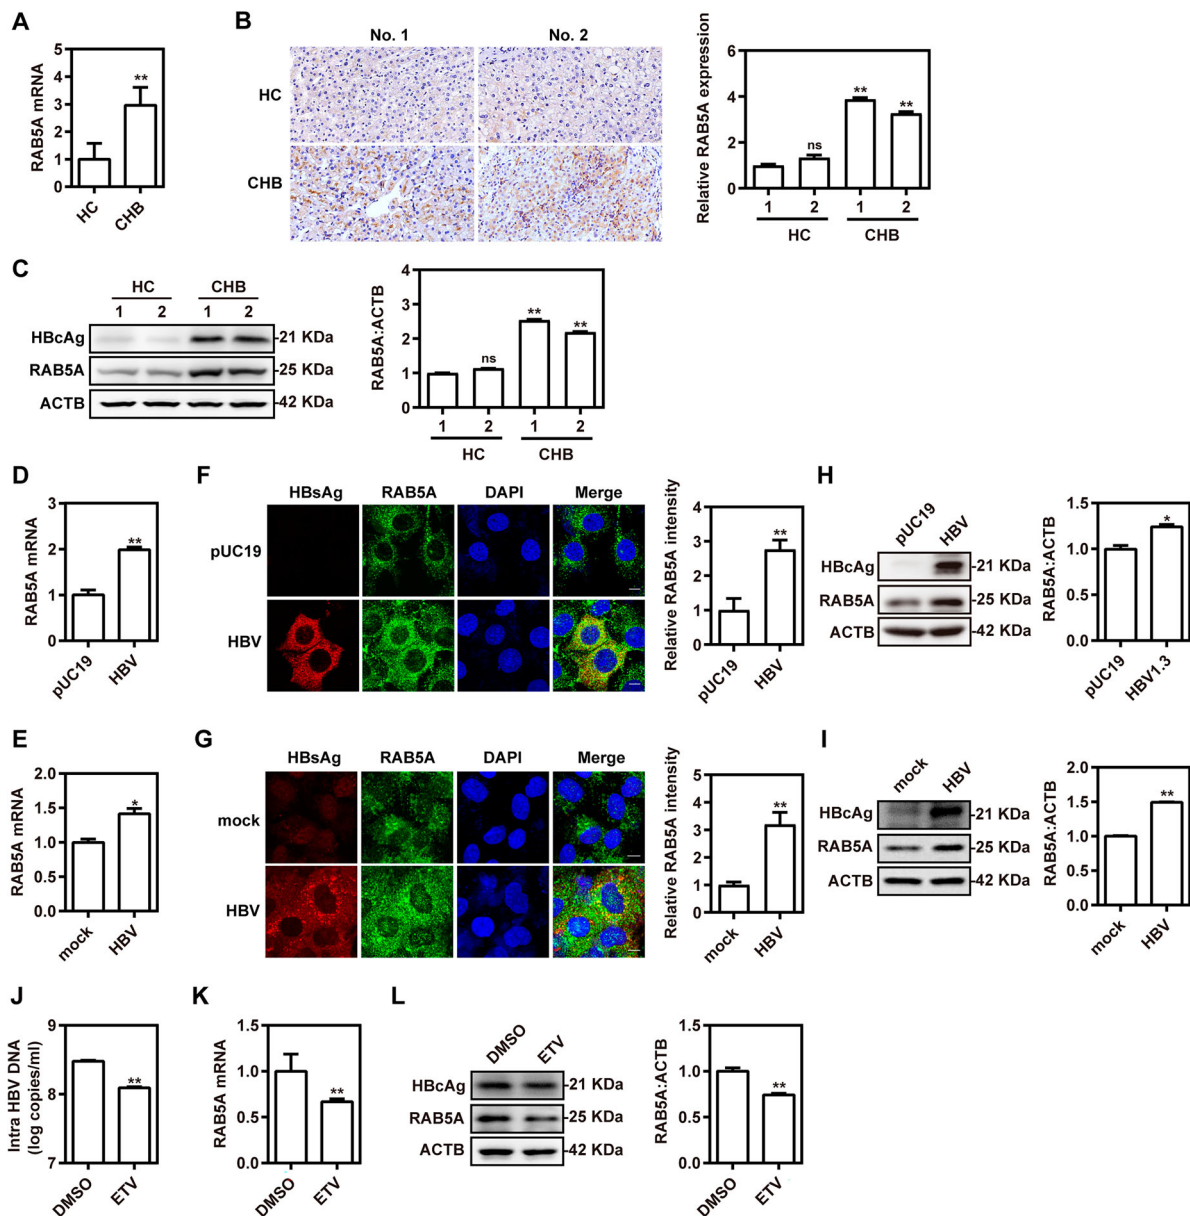 A
RAB5A mRNA
5
4
3
2
1
0
**
HC
CHB
B
No. 1
No. 2
HC
CHB
Relative RAB5A expression
6
4
2
0
ns
**
**
1
2
1
2
HC
CHB
C
HC
CHB
1
2
1
2
HBcAg
-21 KDa
RAB5A
-25 KDa
ACTB
-42 KDa
RAB5A:ACTB
4
3
2
1
0
ns
**
**
1
2
1
2
HC
CHB
D
RAB5A mRNA
3
2
1
0
**
pUC19
HBV
F
HBsAg
RAB5A
DAPI
Merge
pUC19
HBV
Relative RAB5A intensity
4
3
2
1
0
**
pUC19
HBV
H
pUC19
HBV
HBcAg
-21 KDa
RAB5A
-25 KDa
ACTB
-42 KDa
RAB5A:ACTB
1.5
1.0
0.5
0.0
*
pUC19
HBV1.3
E
RAB5A mRNA
2.0
1.5
1.0
0.5
0.0
*
mock
HBV
G
HBsAg
RAB5A
DAPI
Merge
mock
HBV
Relative RAB5A intensity
5
4
3
2
1
0
**
mock
HBV
I
mock
HBV
HBcAg
-21 KDa
RAB5A
-25 KDa
ACTB
-42 KDa
RAB5A:ACTB
2.0
1.5
1.0
0.5
0.0
**
mock
HBV
J
Intra HBV DNA
(log copies/ml)
9
8
7
**
DMSO
ETV
K
RAB5A mRNA
1.5
1.0
0.5
0.0
**
DMSO
ETV
L
DMSO
ETV
HBcAg
-21 KDa
RAB5A
-25 KDa
ACTB
-42 KDa
RAB5A:ACTB
1.5
1.0
0.5
0.0
**
DMSO
ETV